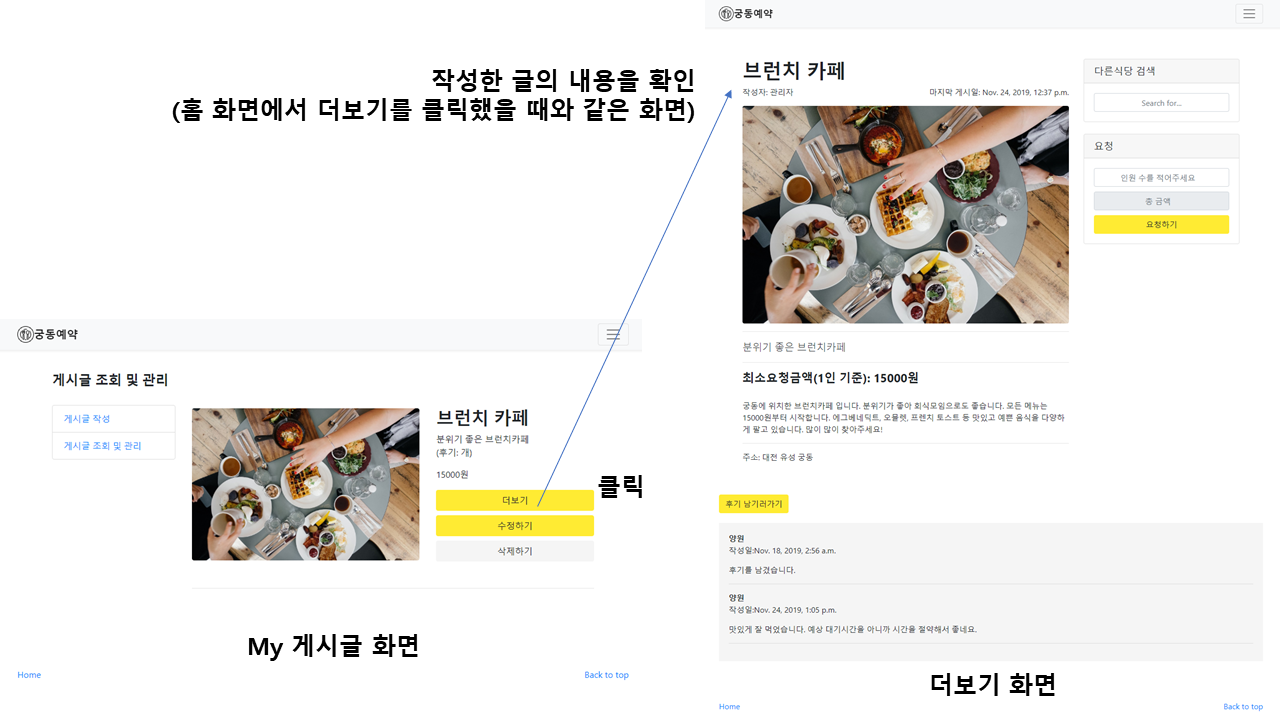 작성한 글의 내용을 확인
(홈 화면에서 더보기를 클릭했을 때와 같은 화면)
궁동예약
게시글 조회 및 관리
게시글 작성
게시글 조회 및 관리
브런치 카페
분위기 좋은 브런치카페
(후기: 개)
15000원
더보기
수정하기
삭제하기
클릭
My 게시글 화면
Home
Back to top
궁동예약
브런치 카페
작성자: 관리자
마지막 게시일: Nov. 24, 2019, 12:37 p.m.
분위기 좋은 브런치카페
최소요청금액(1인 기준): 15000원
궁동에 위치한 브런치카페 입니다. 분위기가 좋아 회식모임으로도 좋습니다. 모든 메뉴는
15000원부터 시작합니다. 에그베네딕트, 오믈렛, 프렌치 토스트 등 맛있고 예쁜 음식을 다양하
게 팔고 있습니다. 많이 많이 찾아주세요!
주소: 대전 유성 궁동
다른식당 검색
Search for...
요청
인원 수를 적어주세요
총 금액
요청하기
후기 남기러가기
양원
작성일:Nov. 18, 2019, 2:56 a.m.
후기를 남겼습니다.
양원
작성일:Nov. 24, 2019, 1:05 p.m.
맛있게 잘 먹었습니다. 예상 대기시간을 아니까 시간을 절약해서 좋네요.
더보기 화면
Home
Back to top